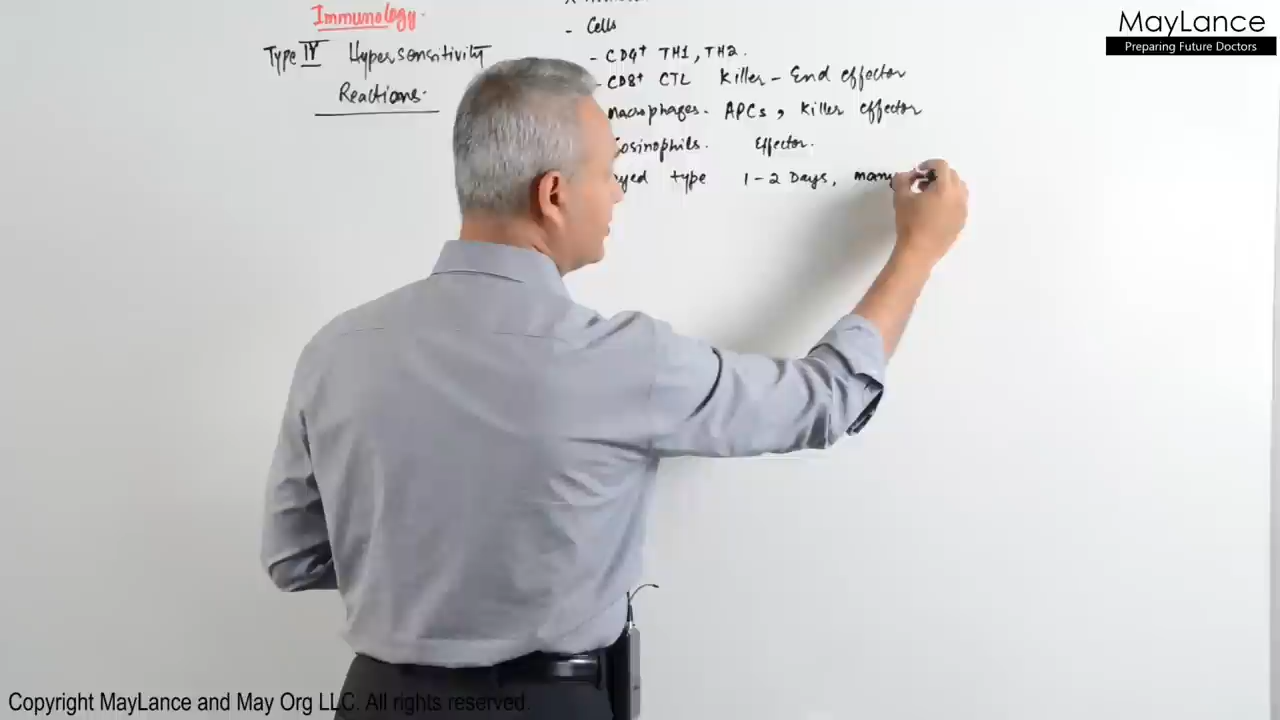 Immunology.
Type IV Hypersensitivity
Reactions.
- Cells
- CD4+ TH1, TH2.
- CD8+ CTL Killer - End effector
Macrophages. APCs, Killer effector
Eosinophils. Effector.
type 1-2 Days, many
MayLance
Preparing Future Doctors
Copyright MayLance and May Org LLC. All rights reserved.